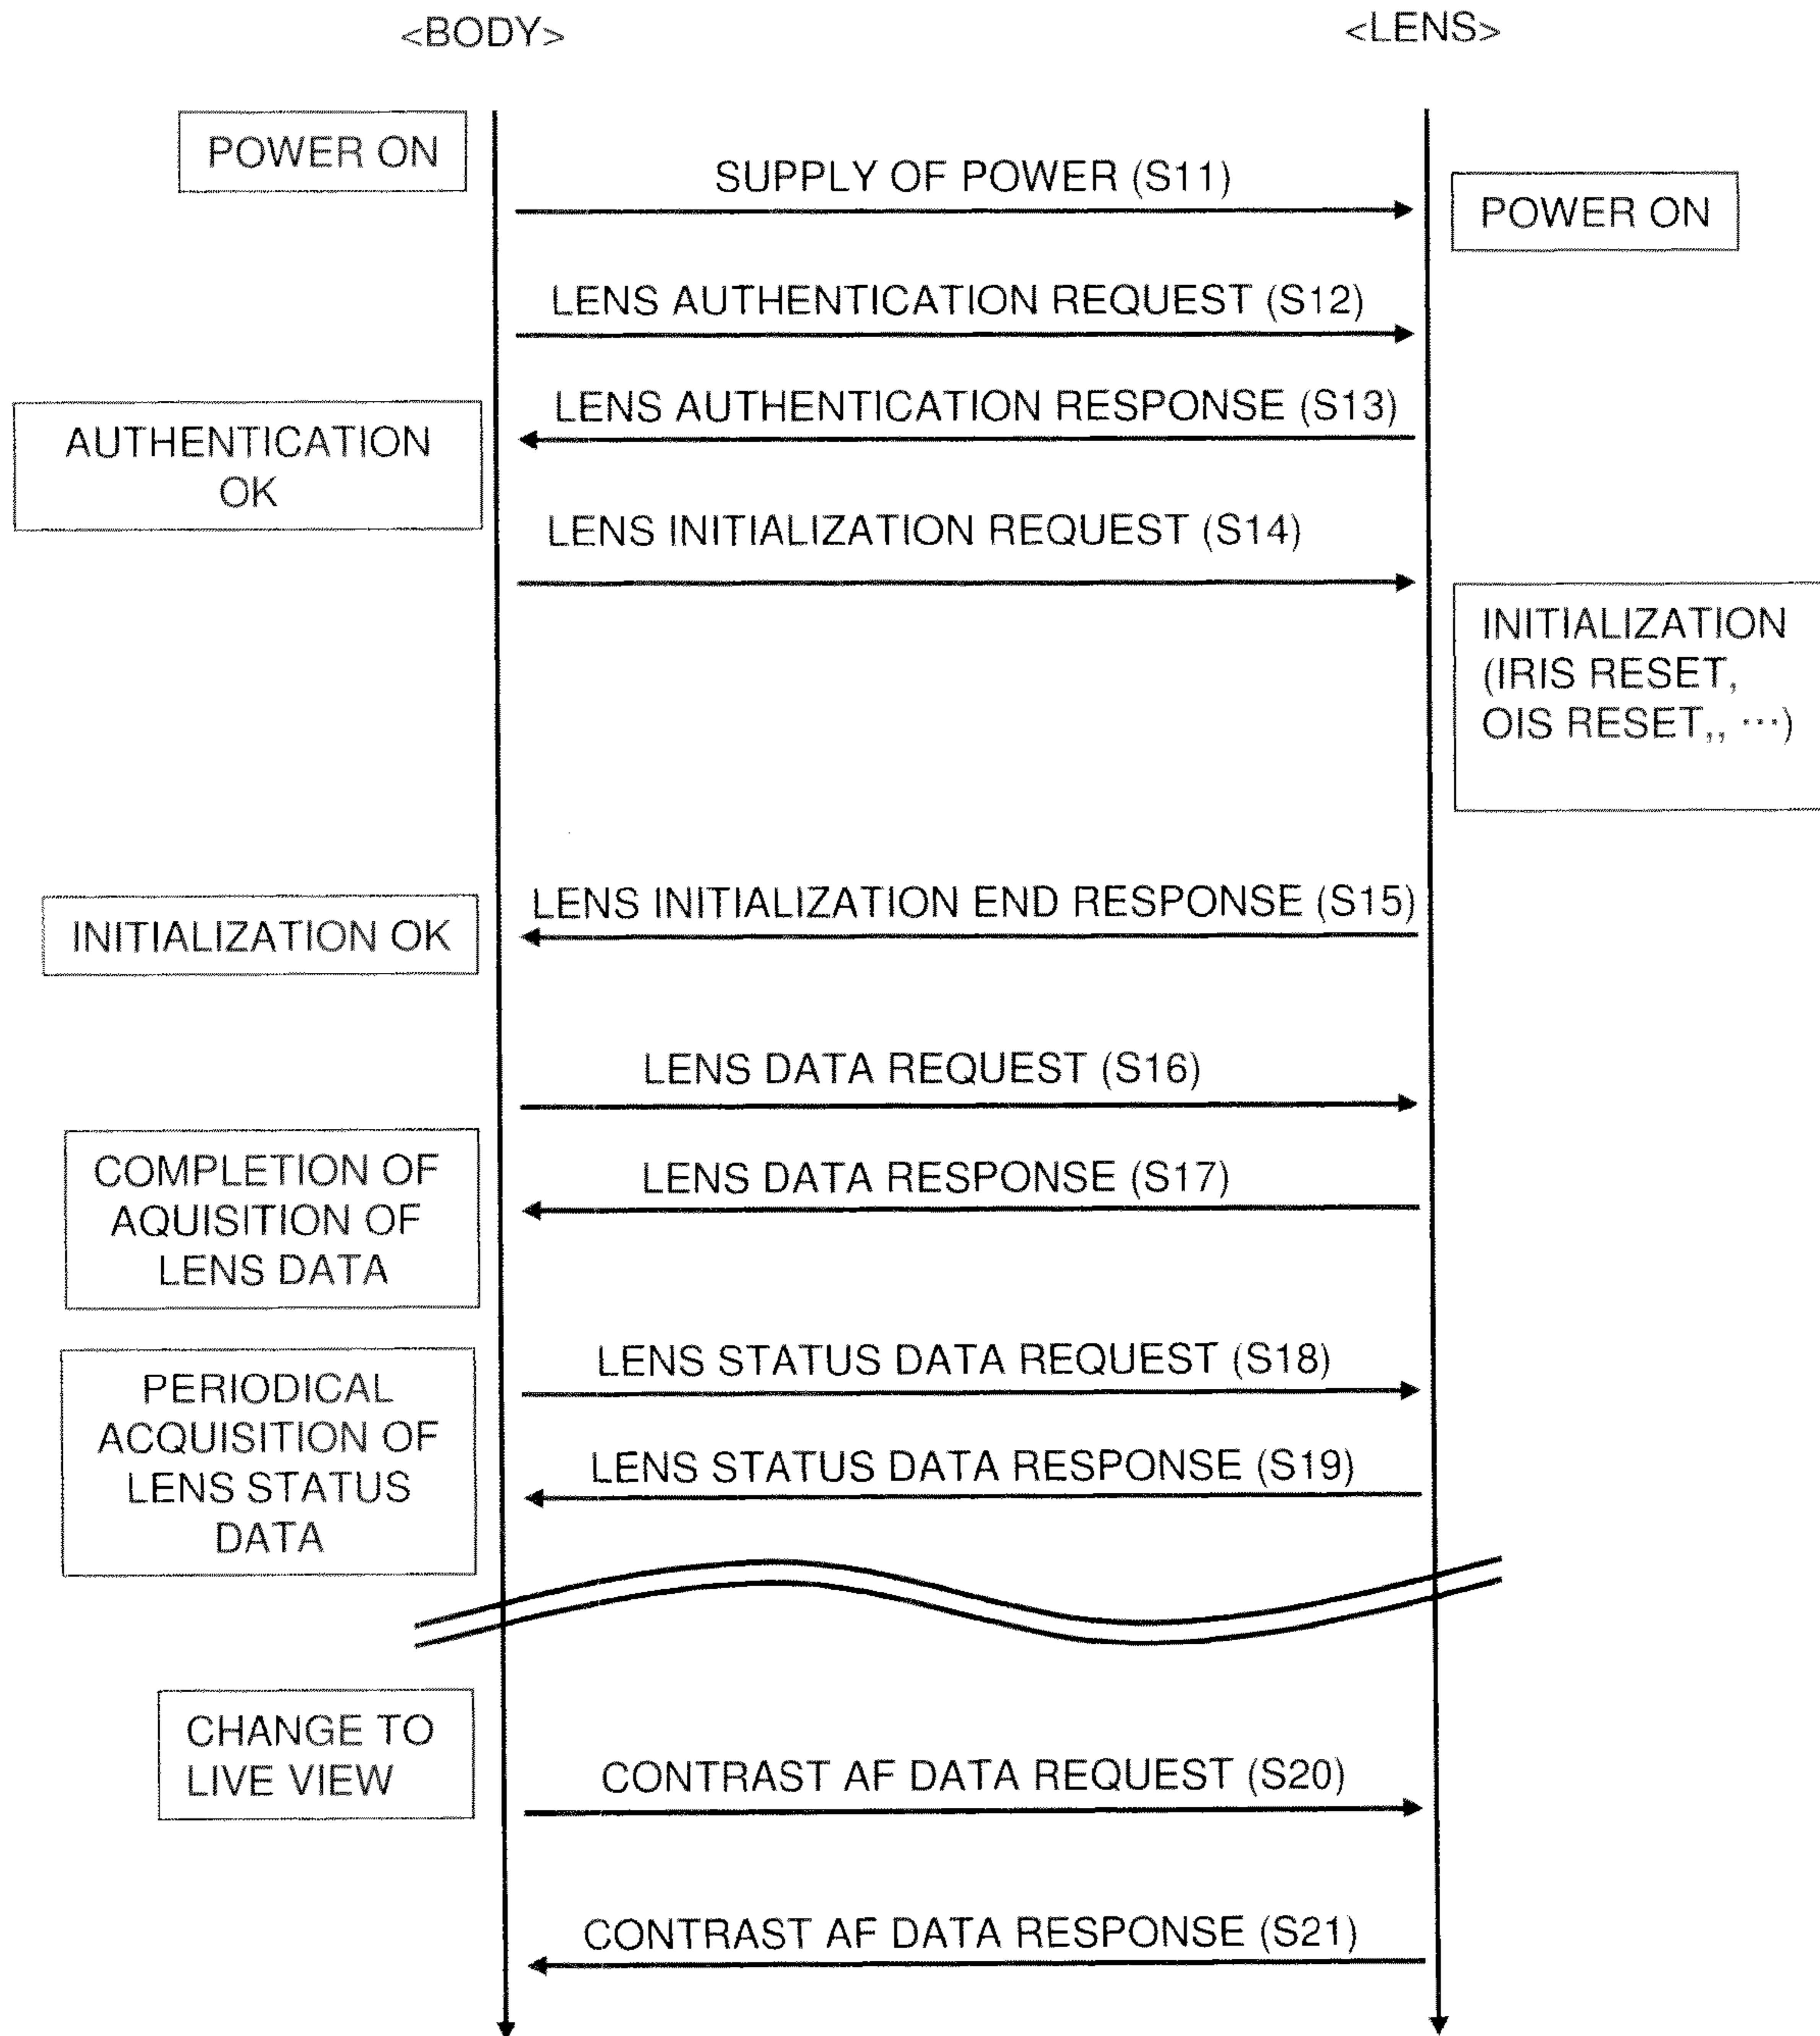 <BODY>
<LENS>
POWER ON
SUPPLY OF POWER (S11)
POWER ON
LENS AUTHENTICATION REQUEST (S12)
LENS AUTHENTICATION RESPONSE (S13)
AUTHENTICATION
OK
LENS INITIALIZATION REQUEST (S14)
INITIALIZATION
(IRIS RESET,
OIS RESET,, ···)
LENS INITIALIZATION END RESPONSE (S15)
INITIALIZATION OK
LENS DATA REQUEST (S16)
COMPLETION OF
AQUISITION OF
LENS DATA
LENS DATA RESPONSE (S17)
LENS STATUS DATA REQUEST (S18)
PERIODICAL
ACQUISITION OF
LENS STATUS
DATA
LENS STATUS DATA RESPONSE (S19)
CHANGE TO
LIVE VIEW
CONTRAST AF DATA REQUEST (S20)
CONTRAST AF DATA RESPONSE (S21)